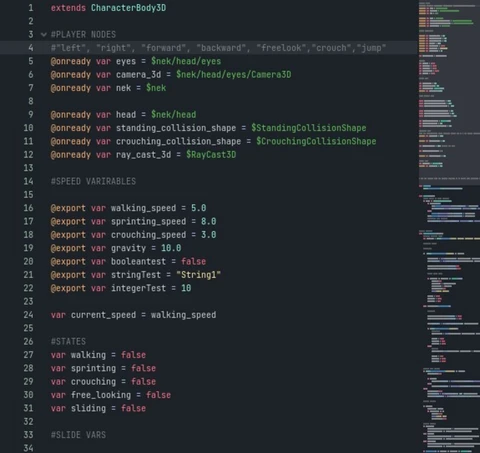 1 extends CharacterBody3D
2
3 #PLAYER NODES
4 #"left", "right", "forward", "backward", "freelook","crouch","jump"
5 @onready var eyes = $nek/head/eyes
6 @onready var camera_3d = $nek/head/eyes/Camera3D
7 @onready var nek = $nek
8
9 @onready var head = $nek/head
10 @onready var standing_collision_shape = $StandingCollisionShape
11 @onready var crouching_collision_shape = $CrouchingCollisionShape
12 @onready var ray_cast_3d = $RayCast3D
13
14 #SPEED VARIRABLES
15
16 @export var walking_speed = 5.0
17 @export var sprinting_speed = 8.0
18 @export var crouching_speed = 3.0
19 @export var gravity = 10.0
20 @export var booleantest = false
21 @export var stringTest = "String1"
22 @export var integerTest = 10
23
24 var current_speed = walking_speed
25
26 #STATES
27 var walking = false
28 var sprinting = false
29 var crouching = false
30 var free_looking = false
31 var sliding = false
32
33 #SLIDE VARS
34